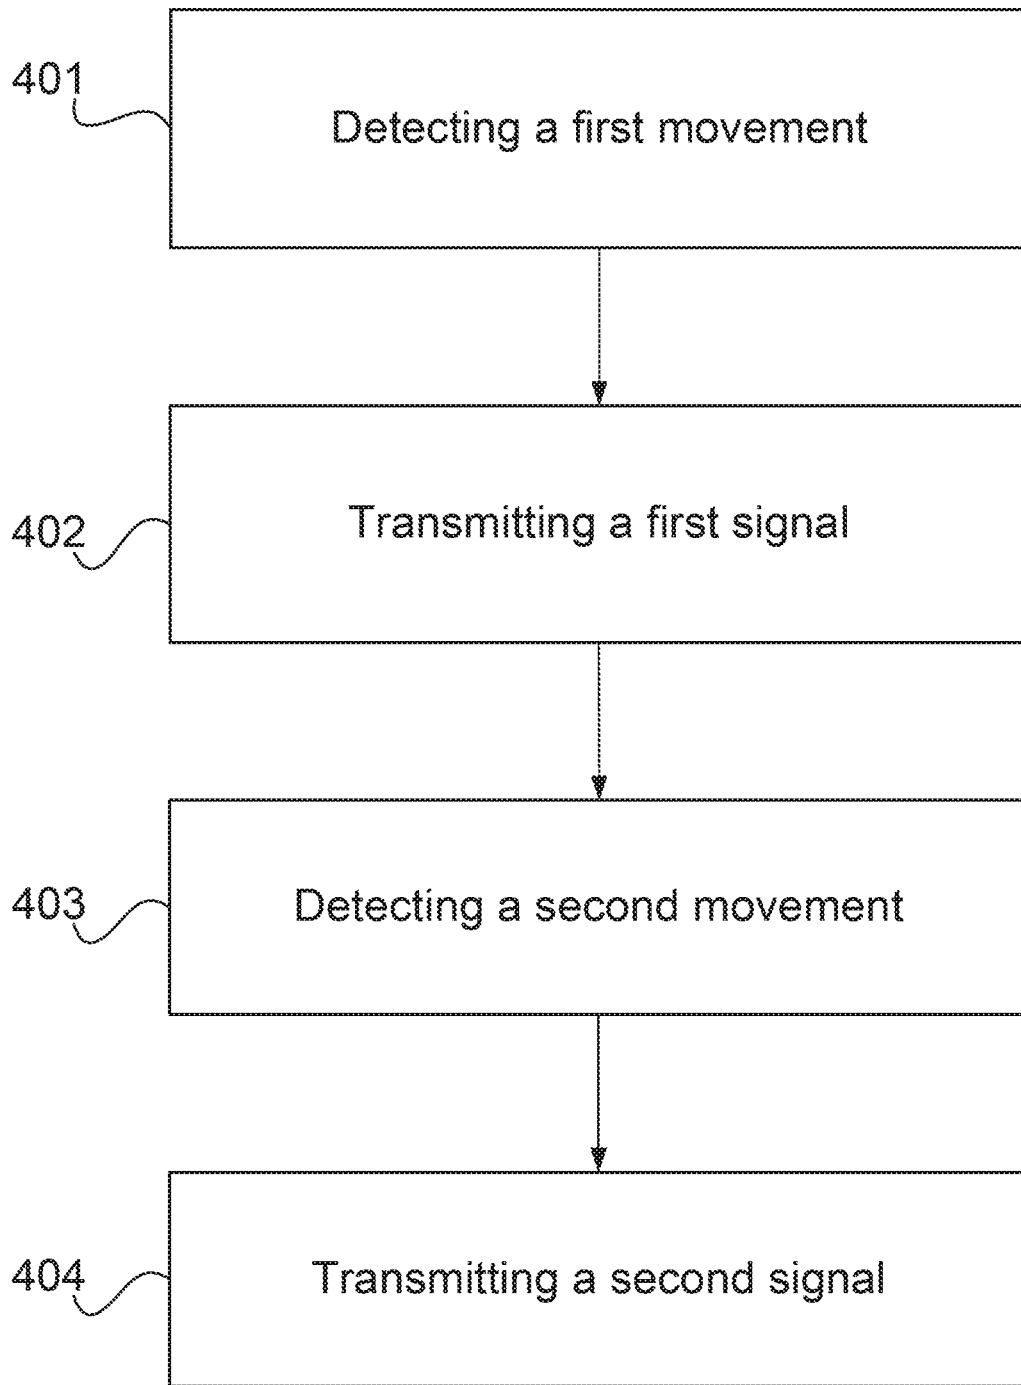 401
Detecting a first movement
402
Transmitting a first signal
403
Detecting a second movement
404
Transmitting a second signal